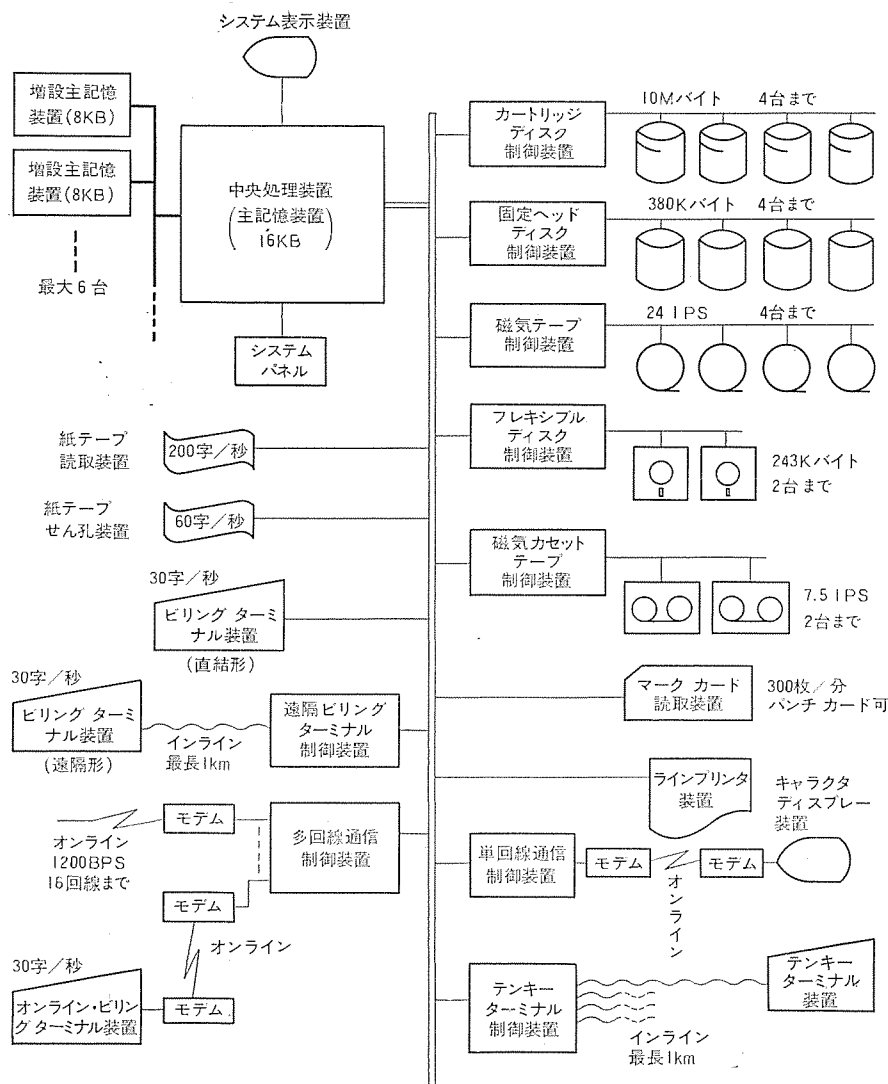 システム表示装置
増設主記憶
装置(8KB)
増設主記憶
装置(8KB)
最大6台
中央処理装置
(主記憶装置)
16KB
システム
パネル
カートリッジ
ディスク
制御装置
10Mバイト 4台まで
固定ヘッド
ディスク
制御装置
380Kバイト 4台まで
磁気テープ
制御装置
24 IPS 4台まで
フレキシブル
ディスク
制御装置
243Kバイト
2台まで
磁気カセット
テープ
制御装置
7.5 IPS
2台まで
紙テープ
読取装置
200字/秒
紙テープ
せん孔装置
60字/秒
30字/秒
ビリング ターミ
ナル装置
(直結形)
30字/秒
ビリング ターミ
ナル装置
(遠隔形)
インライン
最長1km
遠隔ビリング
ターミナル
制御装置
マーク カード
読取装置
300枚/分
パンチ カード可
ラインプリンタ
装置
キャラクタ
ディスプレー
装置
モデム
オンライン
1200BPS
16回線まで
多回線通信
制御装置
モデム
オンライン
30字/秒
オンライン・ビリン
グターミナル装置
モデム
単回線通信
制御装置
モデム
オンライン
モデム
テンキー
ターミナル
制御装置
インライン
最長1km
テンキー
ターミナル
装置